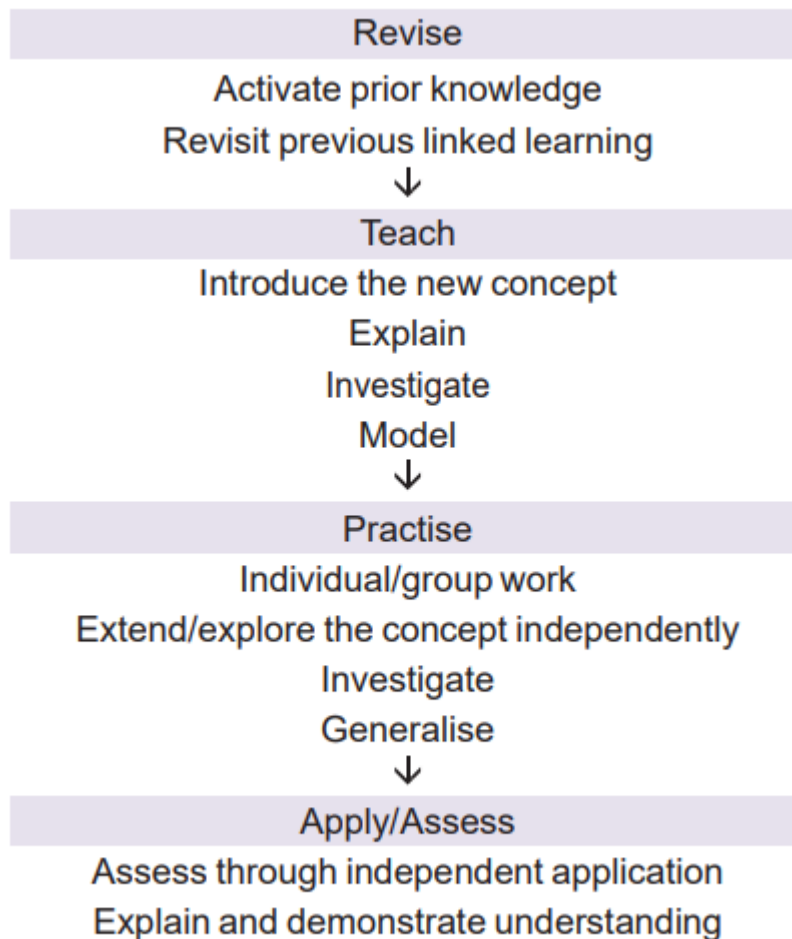 Revise
Activate prior knowledge
Revisit previous linked learning
↓
Teach
Introduce the new concept
Explain
Investigate
Model
↓
Practise
Individual/group work
Extend/explore the concept independently
Investigate
Generalise
↓
Apply/Assess
Assess through independent application
Explain and demonstrate understanding